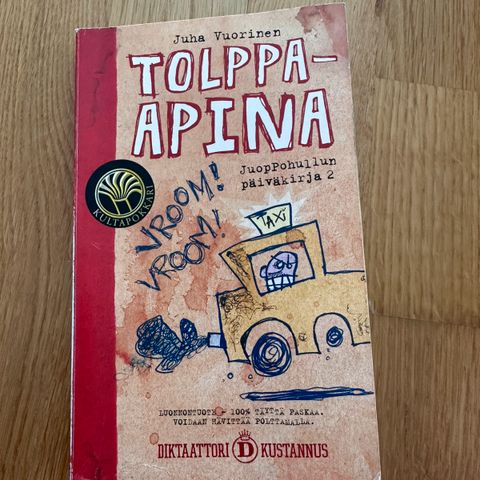 Juha Vuorinen
TOLPPA-
APINA
JuopPohullun
päiväkirja 2
KULTAPOKKARI
VROOM!
VROOM!
TAXi
LUONNONTUOTE - 100% TÄYTTÄ PASKAA.
VOIDAAN HÄVITTÄÄ POLTTAMALLA.
DIKTAATTORI D KUSTANNUS